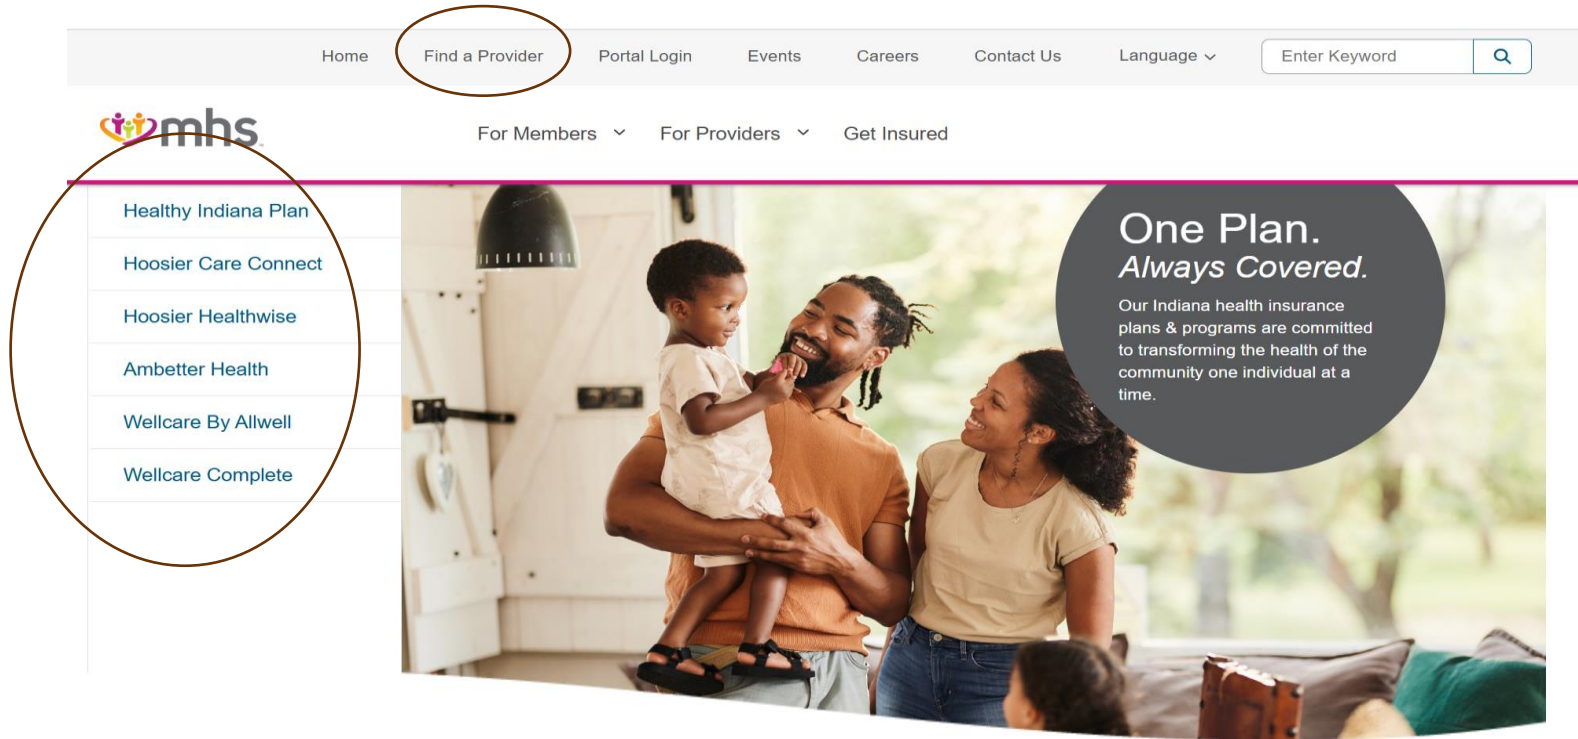 Home Find a Provider Portal Login Events Careers Contact Us Language Enter Keyword
mhs
For Members For Providers Get Insured
Healthy Indiana Plan
Hoosier Care Connect
Hoosier Healthwise
Ambetter Health
Wellcare By Allwell
Wellcare Complete
One Plan.
Always Covered.
Our Indiana health insurance
plans & programs are committed
to transforming the health of the
community one individual at a
time.